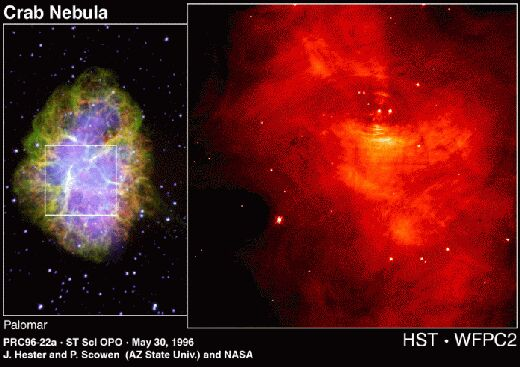 Crab Nebula
Palomar
HST • WFPC2
PRC96-22a • ST ScI OPO • May 30, 1996
J. Hester and P. Scowen (AZ State Univ.) and NASA